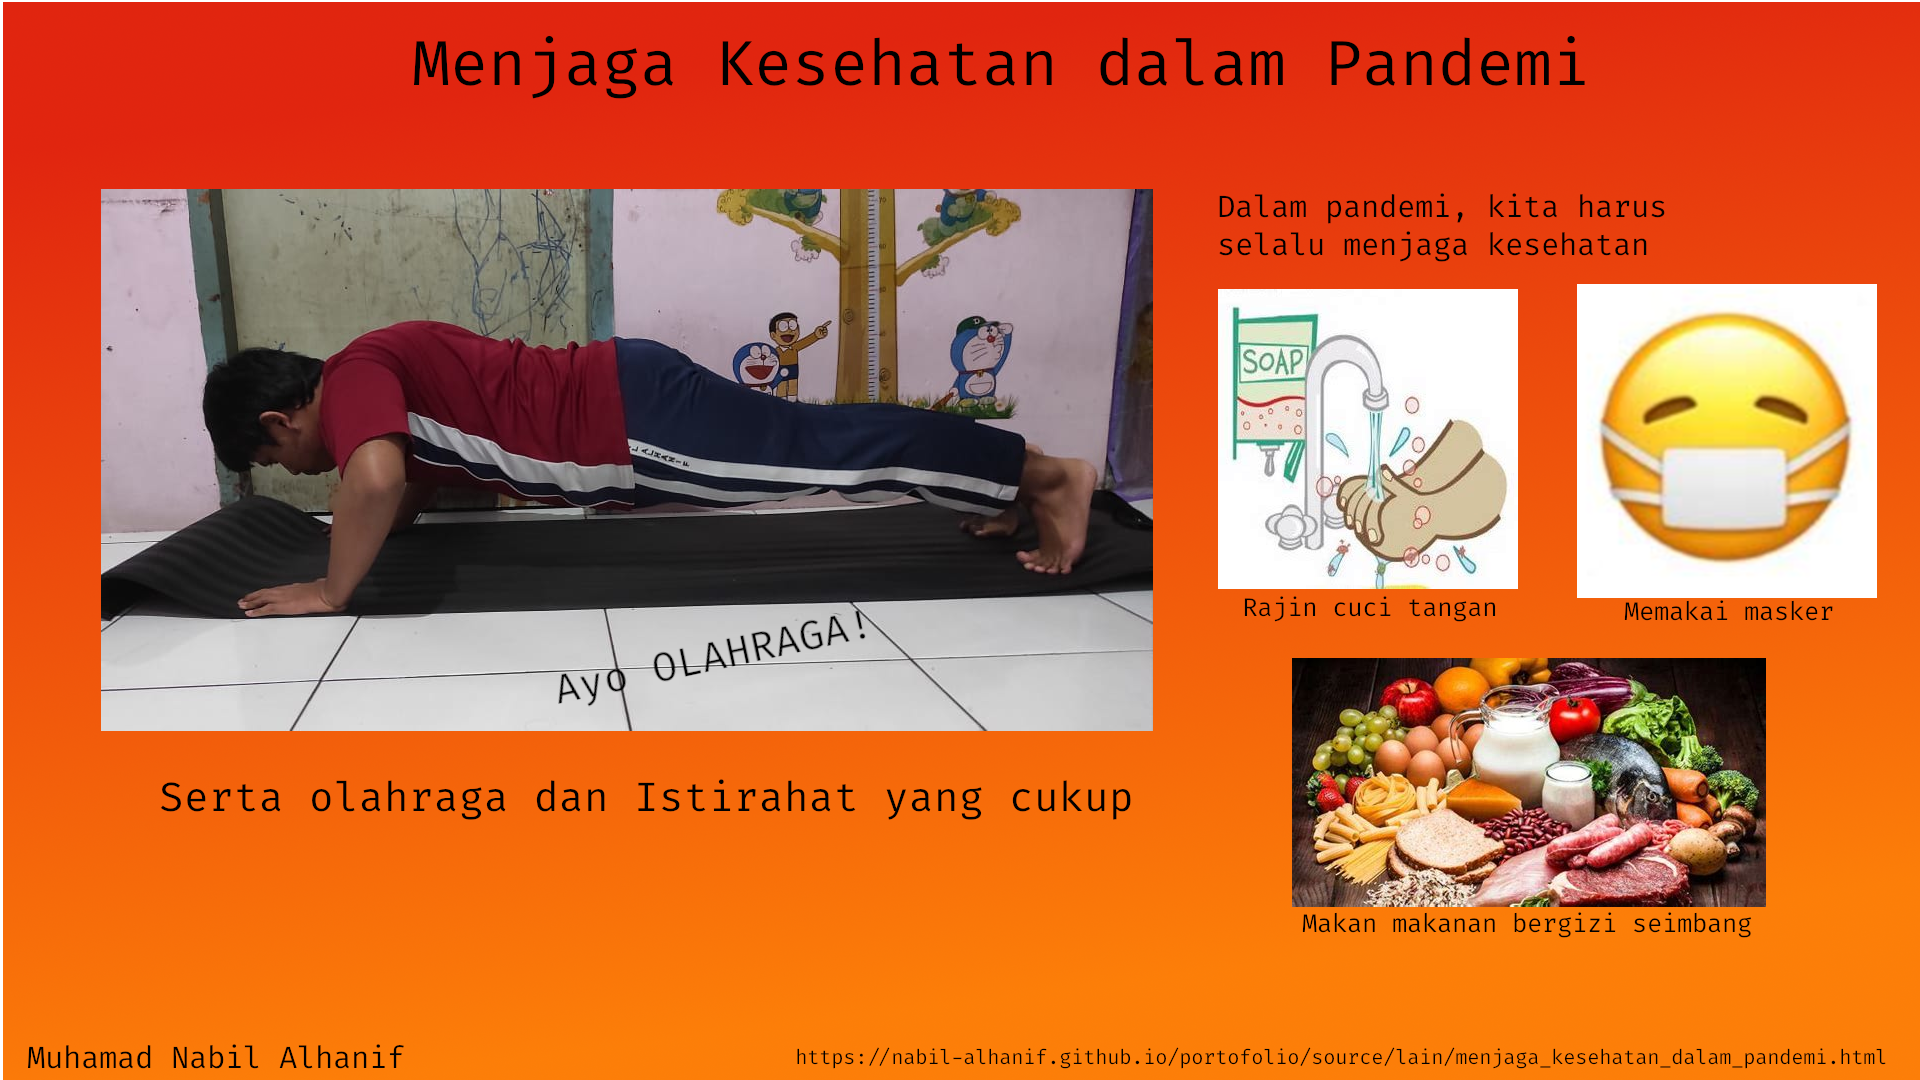 Menjaga Kesehatan dalam Pandemi
Dalam pandemi, kita harus
selalu menjaga kesehatan
SOAP
Rajin cuci tangan
Memakai masker
ALHANIF
Ayo OLAHRAGA!
Makan makanan bergizi seimbang
Serta olahraga dan Istirahat yang cukup
Muhamad Nabil Alhanif
https://nabil-alhanif.github.io/portofolio/source/lain/menjaga_kesehatan_dalam_pandemi.html